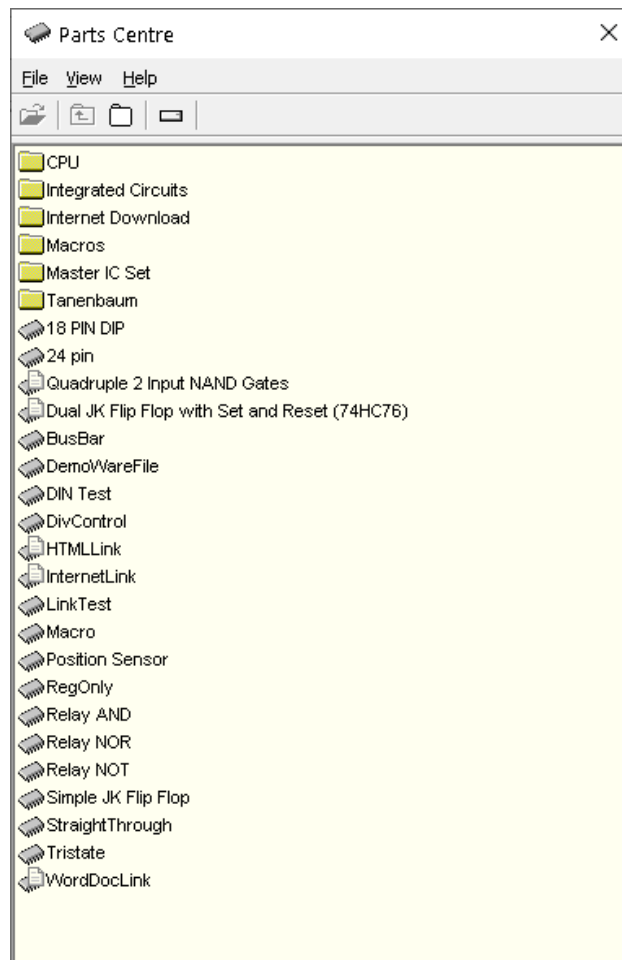 Parts Centre
File View Help
CPU
Integrated Circuits
Internet Download
Macros
Master IC Set
Tanenbaum
18 PIN DIP
24 pin
Quadruple 2 Input NAND Gates
Dual JK Flip Flop with Set and Reset (74HC76)
BusBar
DemoWareFile
DIN Test
DivControl
HTMLLink
InternetLink
LinkTest
Macro
Position Sensor
RegOnly
Relay AND
Relay NOR
Relay NOT
Simple JK Flip Flop
StraightThrough
Tristate
WordDocLink